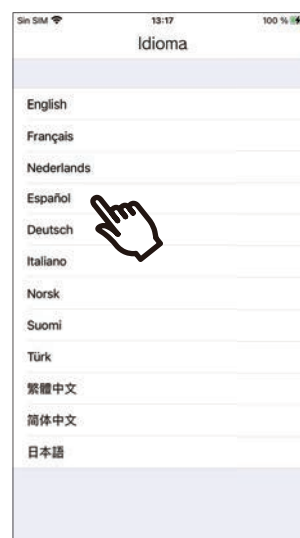 Sin SIM 13:17 100 %
Idioma
English
Français
Nederlands
Español
Deutsch
Italiano
Norsk
Suomi
Türk
繁體中文
简体中文
日本語